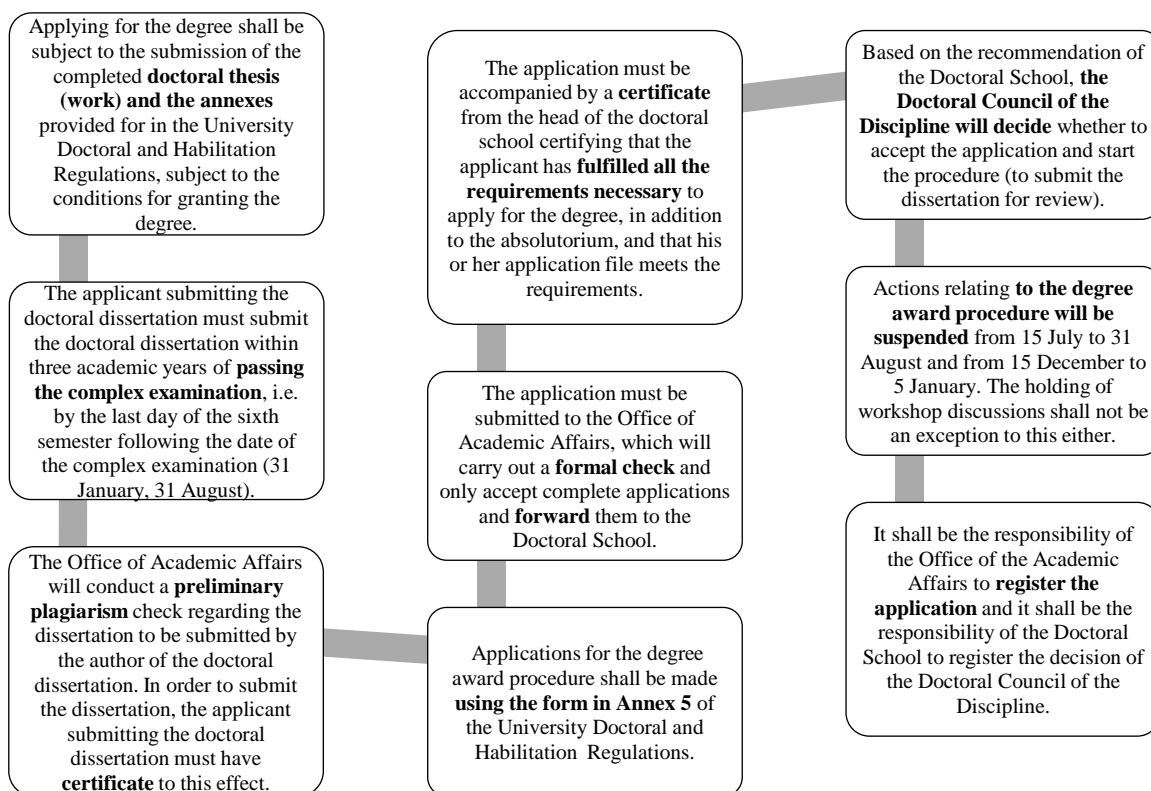 Applying for the degree shall be
subject to the submission of the
completed doctoral thesis
(work) and the annexes
provided for in the University
Doctoral and Habilitation
Regulations, subject to the
conditions for granting the
degree.
The applicant submitting the
doctoral dissertation must submit
the doctoral dissertation within
three academic years of passing
the complex examination, i.e.
by the last day of the sixth
semester following the date of
the complex examination (31
January, 31 August).
The Office of Academic Affairs
will conduct a preliminary
plagiarism check regarding the
dissertation to be submitted by
the author of the doctoral
dissertation. In order to submit
the dissertation, the applicant
submitting the doctoral
dissertation must have
certificate to this effect.
Applications for the degree
award procedure shall be made
using the form in Annex 5 of
the University Doctoral and
Habilitation Regulations.
The application must be
submitted to the Office of
Academic Affairs, which will
carry out a formal check and
only accept complete applications
and forward them to the
Doctoral School.
The application must be
accompanied by a certificate
from the head of the doctoral
school certifying that the
applicant has fulfilled all the
requirements necessary to
apply for the degree, in addition
to the absolutorium, and that his
or her application file meets the
requirements.
Based on the recommendation of
the Doctoral School, the
Doctoral Council of the
Discipline will decide whether to
accept the application and start
the procedure (to submit the
dissertation for review).
Actions relating to the degree
award procedure will be
suspended from 15 July to 31
August and from 15 December to
5 January. The holding of
workshop discussions shall not be
an exception to this either.
It shall be the responsibility of
the Office of the Academic
Affairs to register the
application and it shall be the
responsibility of the Doctoral
School to register the decision of
the Doctoral Council of the
Discipline.